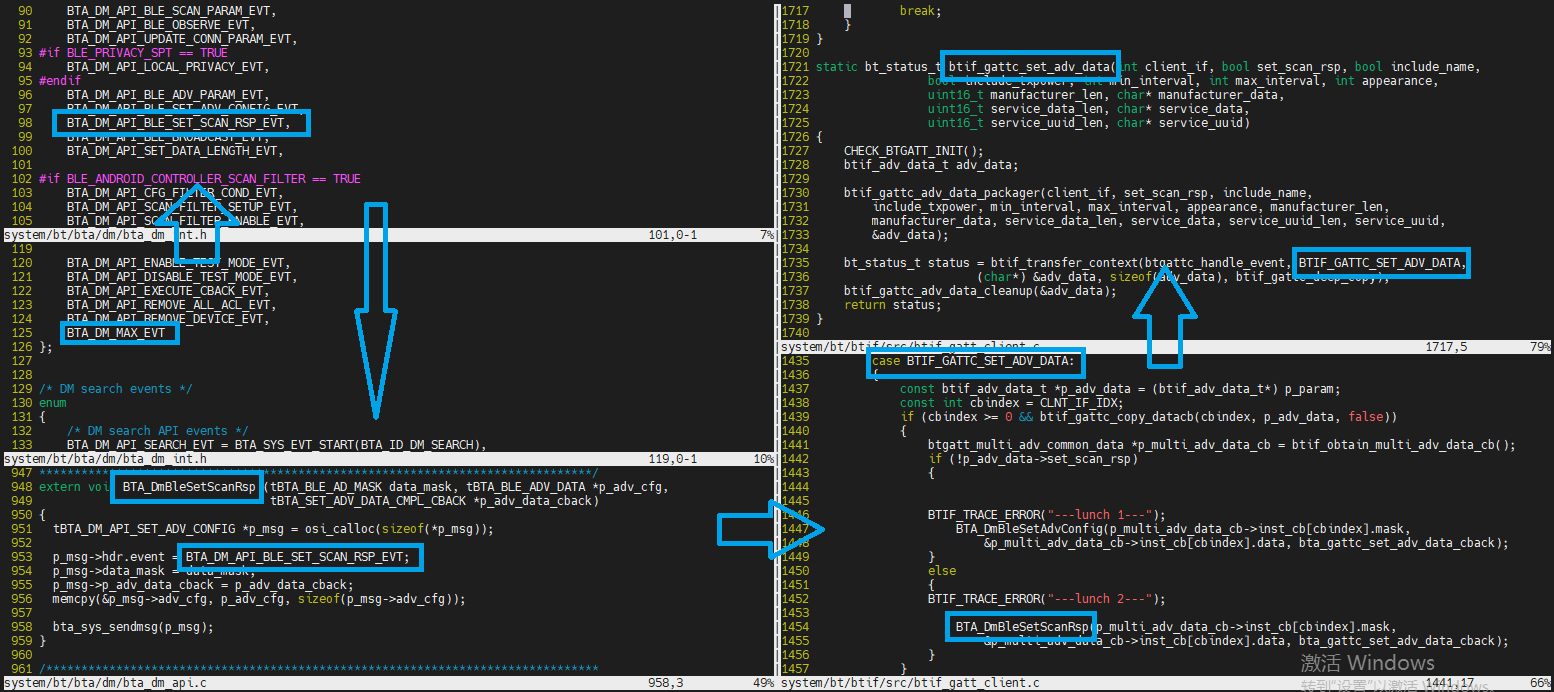 90 BTA_DM_API_BLE_SCAN_PARAM_EVT,
91 BTA_DM_API_BLE_OBSERVE_EVT,
92 BTA_DM_API_UPDATE_CONN_PARAM_EVT,
93 #if BLE_PRIVACY_SPT == TRUE
94 BTA_DM_API_LOCAL_PRIVACY_EVT,
95 #endif
96 BTA_DM_API_BLE_ADV_PARAM_EVT,
97 BTA_DM_API_BLE_SET_ADV_CONFIG_EVT,
98 BTA_DM_API_BLE_SET_SCAN_RSP_EVT,
99 BTA_DM_API_BLE_BROADCAST_EVT,
100 BTA_DM_API_SET_DATA_LENGTH_EVT,
101
102 #if BLE_ANDROID_CONTROLLER_SCAN_FILTER == TRUE
103 BTA_DM_API_CFG_FILTER_COND_EVT,
104 BTA_DM_API_SCAN_FILTER_SETUP_EVT,
105 BTA_DM_API_SCAN_FILTER_ENABLE_EVT,
system/bt/bta/dm/bta_dm_int.h 101,0-1 7%
119
120 BTA_DM_API_ENABLE_TEST_MODE_EVT,
121 BTA_DM_API_DISABLE_TEST_MODE_EVT,
122 BTA_DM_API_EXECUTE_CBACK_EVT,
123 BTA_DM_API_REMOVE_ALL_ACL_EVT,
124 BTA_DM_API_REMOVE_DEVICE_EVT,
125 BTA_DM_MAX_EVT
126 };
127
128
129 /* DM search events */
130 enum
131 {
132 /* DM search API events */
133 BTA_DM_API_SEARCH_EVT = BTA_SYS_EVT_START(BTA_ID_DM_SEARCH),
system/bt/bta/dm/bta_dm_int.h 119,0-1 10%
947 *******************************************************************************/
948 extern void BTA_DmBleSetScanRsp (tBTA_BLE_AD_MASK data_mask, tBTA_BLE_ADV_DATA *p_adv_cfg,
949 tBTA_SET_ADV_DATA_CMPL_CBACK *p_adv_data_cback)
950 {
951 tBTA_DM_API_SET_ADV_CONFIG *p_msg = osi_calloc(sizeof(*p_msg));
952
953 p_msg->hdr.event = BTA_DM_API_BLE_SET_SCAN_RSP_EVT;
954 p_msg->data_mask = data_mask;
955 p_msg->p_adv_data_cback = p_adv_data_cback;
956 memcpy(&p_msg->adv_cfg, p_adv_cfg, sizeof(p_msg->adv_cfg));
957
958 bta_sys_sendmsg(p_msg);
959 }
960
961 /*******************************************************************************
system/bt/bta/dm/bta_dm_api.c 958,3 49%
1717 break;
1718 }
1719 }
1720
1721 static bt_status_t btif_gattc_set_adv_data(int client_if, bool set_scan_rsp, bool include_name,
1722 bool include_txpower, int min_interval, int max_interval, int appearance,
1723 uint16_t manufacturer_len, char* manufacturer_data,
1724 uint16_t service_data_len, char* service_data,
1725 uint16_t service_uuid_len, char* service_uuid)
1726 {
1727 CHECK_BTGATT_INIT();
1728 btif_adv_data_t adv_data;
1729
1730 btif_gattc_adv_data_packager(client_if, set_scan_rsp, include_name,
1731 include_txpower, min_interval, max_interval, appearance, manufacturer_len,
1732 manufacturer_data, service_data_len, service_data, service_uuid_len, service_uuid,
1733 &adv_data);
1734
1735 bt_status_t status = btif_transfer_context(btgattc_handle_event, BTIF_GATTC_SET_ADV_DATA,
1736 (char*) &adv_data, sizeof(adv_data), btif_gattc_deep_copy);
1737 btif_gattc_adv_data_cleanup(&adv_data);
1738 return status;
1739 }
1740
system/bt/btif/src/btif_gatt_client.c 1717,5 79%
1435 case BTIF_GATTC_SET_ADV_DATA:
1436 {
1437 const btif_adv_data_t *p_adv_data = (btif_adv_data_t*) p_param;
1438 const int cbindex = CLNT_IF_IDX;
1439 if (cbindex >= 0 && btif_gattc_copy_datacb(cbindex, p_adv_data, false))
1440 {
1441 btgatt_multi_adv_common_data *p_multi_adv_data_cb = btif_obtain_multi_adv_data_cb();
1442 if (!p_adv_data->set_scan_rsp)
1443 {
1444
1445
1446 BTIF_TRACE_ERROR("---lunch 1---");
1447 BTA_DmBleSetAdvConfig(p_multi_adv_data_cb->inst_cb[cbindex].mask,
1448 &p_multi_adv_data_cb->inst_cb[cbindex].data, bta_gattc_set_adv_data_cback);
1449 }
1450 else
1451 {
1452 BTIF_TRACE_ERROR("---lunch 2---");
1453
1454 BTA_DmBleSetScanRsp(p_multi_adv_data_cb->inst_cb[cbindex].mask,
1455 &p_multi_adv_data_cb->inst_cb[cbindex].data, bta_gattc_set_adv_data_cback);
1456 }
1457 }
system/bt/btif/src/btif_gatt_client.c 1441,17 66%
激活 Windows
转到"设置"以激活 Windows。